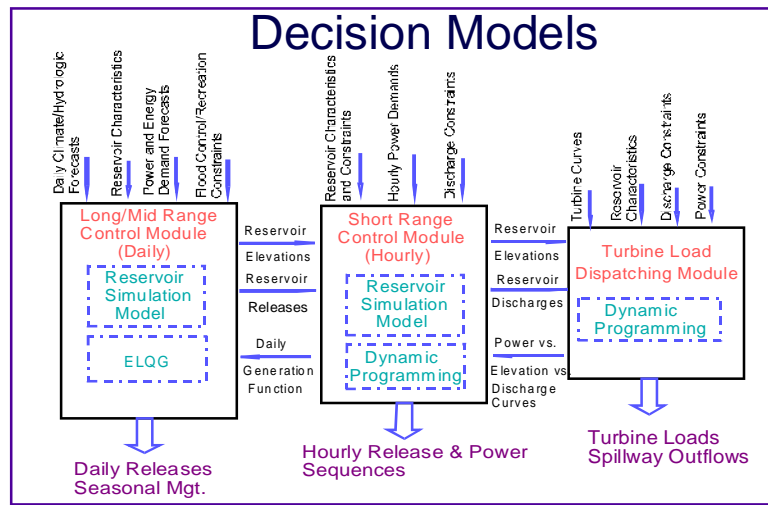 Decision Models
Daily Climate/Hydrologic
Forecasts
Reservoir Characteristics
Power and Energy
Demand Forecasts
Flood Control/Recreation
Constraints
Reservoir Characteristics
and Constraints
Hourly Power Demands
Discharge Constraints
Turbine Curves
Reservoir
Characteristics
Discharge Constraints
Power Constraints
Long/Mid Range
Control Module
(Daily)
Reservoir
Simulation
Model
ELQG
Reservoir
Elevations
Reservoir
Releases
Daily
Generation
Function
Short Range
Control Module
(Hourly)
Reservoir
Simulation
Model
Dynamic
Programming
Reservoir
Elevations
Reservoir
Discharges
Power vs.
Elevation vs.
Discharge
Curves
Turbine Load
Dispatching Module
Dynamic
Programming
Daily Releases
Seasonal Mgt.
Hourly Release & Power
Sequences
Turbine Loads
Spillway Outflows